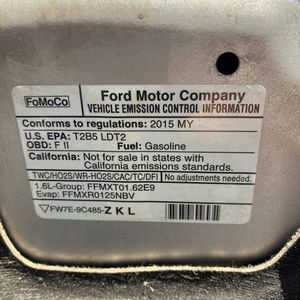 FoMoCo
Ford Motor Company
VEHICLE EMISSION CONTROL INFORMATION
Conforms to regulations: 2015 MY
U.S. EPA: T2B5 LDT2
OBD: F II Fuel: Gasoline
California: Not for sale in states with
California emissions standards.
TWC/HO2S/WR-HO2S/CAC/TC/DFI No adjustments needed.
1.6L-Group: FFMXT01.62E9
Evap: FFMXR0125NBV
FW7E-9C485-ZKL